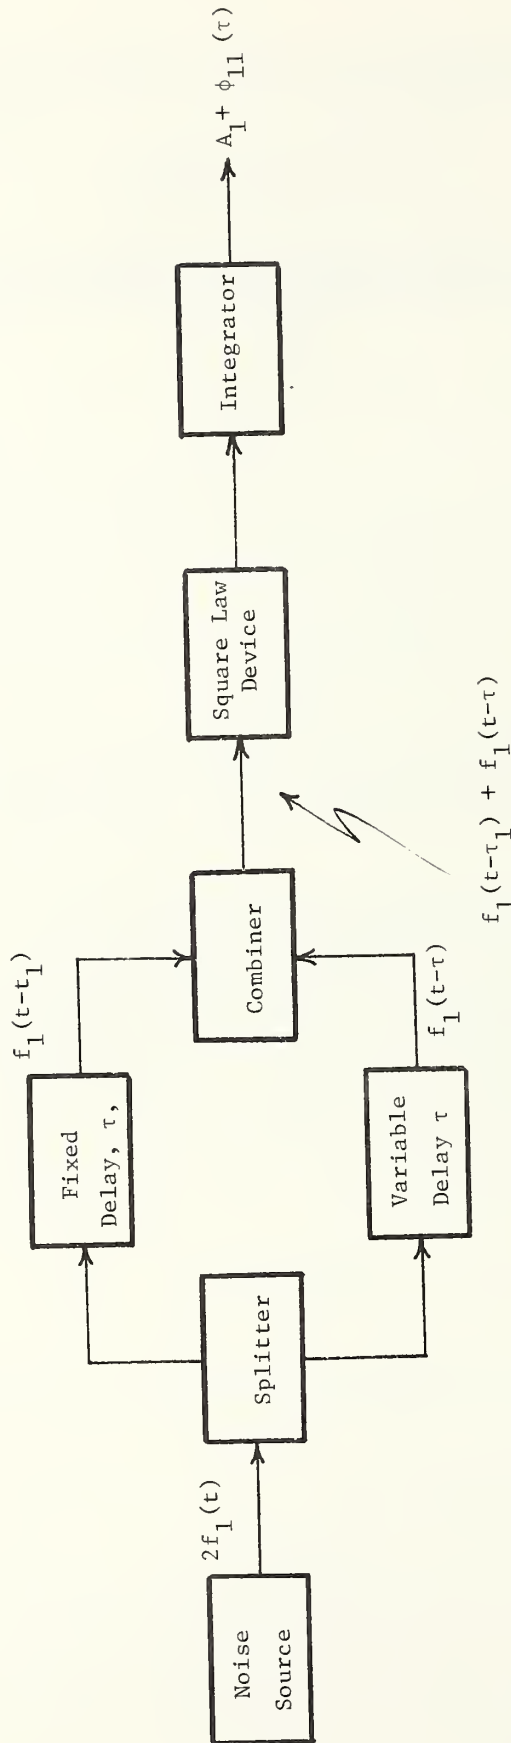 Noise
Source
2f₁(t)
Splitter
Fixed
Delay, τ,
f₁(t-t₁)
Variable
Delay τ
f₁(t-τ)
Combiner
f₁(t-τ₁) + f₁(t-τ)
Square Law
Device
Integrator
A₁+ ϕ₁₁(τ)